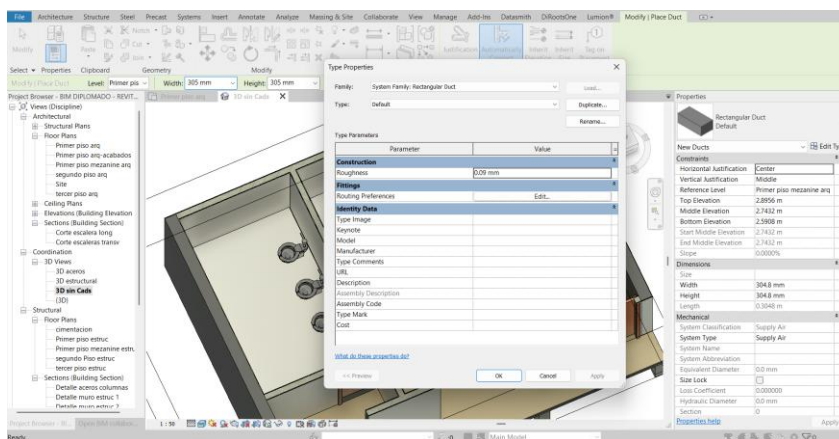 File Architecture Structure Steel Precast Systems Insert Annotate Analyze Massing & Site Collaborate View Manage Add-Ins Datasmith DiRootsOne Lumion® Modify | Place Duct
Modify
Paste
Justification
Automatically
Inherit
Inherit
Tag on
Select Properties Clipboard Geometry Modify
Modify | Place Duct Level: Primer pis Width: 305 mm Height: 305 mm
Project Browser - BIM DIPLOMADO - REVIT...
Views (Discipline)
Architectural
Structural Plans
Floor Plans
Primer piso arq
Primer piso arq-acabados
Primer piso mezanine arq
segundo piso arq
Site
tercer piso arq
Ceiling Plans
Elevations (Building Elevation
Sections (Building Section)
Corte escalera long
Corte escaleras transv
Coordination
3D Views
3D aceros
3D estructural
3D sin Cads
{3D}
Structural
Floor Plans
cimentacion
Primer piso estruc
Primer piso mezanine estru.
segundo Piso estruc
tercer piso estruc
Sections (Building Section)
Detalle aceros columnas
Detalle muro estruc 1
Detalle muro estruc 2
Primer piso arq
3D sin Cads
Type Properties
Family: System Family: Rectangular Duct Load...
Type: Default Duplicate...
Rename...
Type Parameters
Parameter Value
Construction
Roughness 0.09 mm
Fittings
Routing Preferences Edit...
Identity Data
Type Image
Keynote
Model
Manufacturer
Type Comments
URL
Description
Assembly Description
Assembly Code
Type Mark
Cost
What do these properties do?
<< Preview OK Cancel Apply
1 : 50
Properties
Rectangular Duct
Default
New Ducts Edit Ty
Constraints
Horizontal Justification Center
Vertical Justification Middle
Reference Level Primer piso mezanine arq
Top Elevation 2.8956 m
Middle Elevation 2.7432 m
Bottom Elevation 2.5908 m
Start Middle Elevation 2.7432 m
End Middle Elevation 2.7432 m
Slope 0.0000%
Dimensions
Size
Width 304.8 mm
Height 304.8 mm
Length 0.3048 m
Mechanical
System Classification Supply Air
System Type Supply Air
System Name
System Abbreviation
Equivalent Diameter 0.0 mm
Size Lock
Loss Coefficient 0.000000
Hydraulic Diameter 0.0 mm
Section 0
Properties help Apply
Ready
Main Model